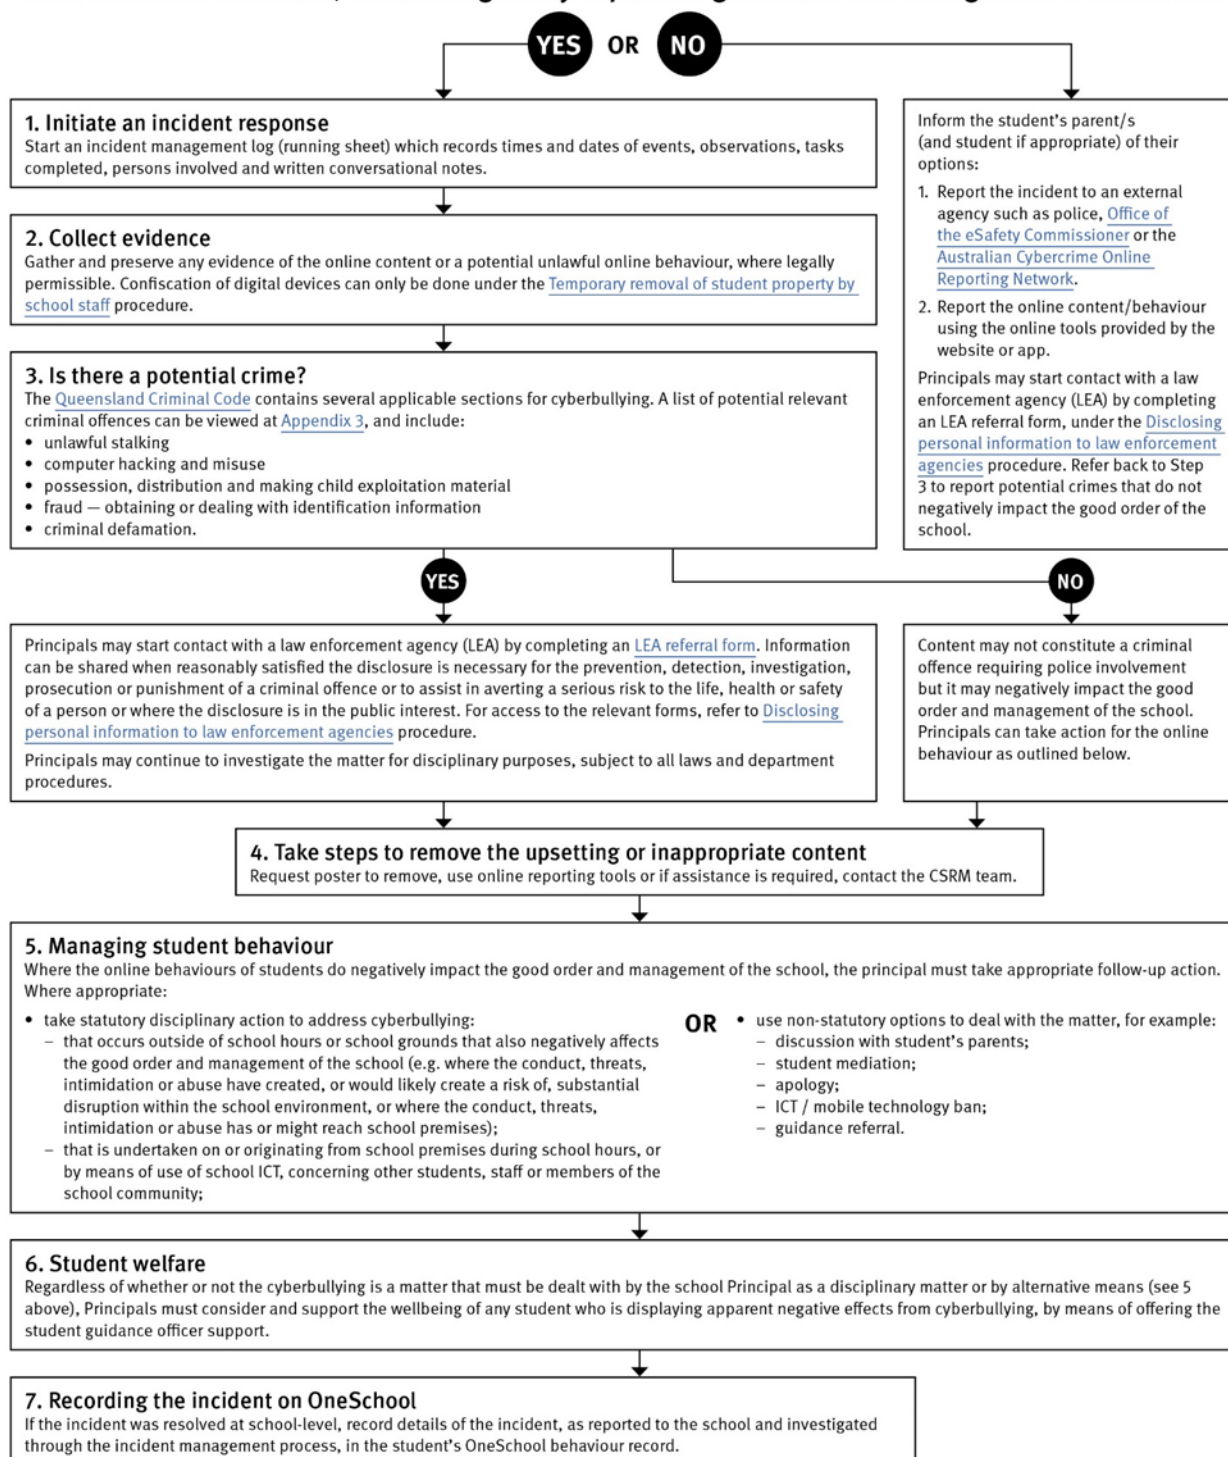 YES OR NO
1. Initiate an incident response
Start an incident management log (running sheet) which records times and dates of events, observations, tasks
completed, persons involved and written conversational notes.
2. Collect evidence
Gather and preserve any evidence of the online content or a potential unlawful online behaviour, where legally
permissible. Confiscation of digital devices can only be done under the Temporary removal of student property by
school staff procedure.
3. Is there a potential crime?
The Queensland Criminal Code contains several applicable sections for cyberbullying. A list of potential relevant
criminal offences can be viewed at Appendix 3, and include:
• unlawful stalking
• computer hacking and misuse
• possession, distribution and making child exploitation material
• fraud — obtaining or dealing with identification information
• criminal defamation.
Inform the student's parent/s
(and student if appropriate) of their
options:
1. Report the incident to an external
agency such as police, Office of
the eSafety Commissioner or the
Australian Cybercrime Online
Reporting Network.
2. Report the online content/behaviour
using the online tools provided by the
website or app.
Principals may start contact with a law
enforcement agency (LEA) by completing
an LEA referral form, under the Disclosing
personal information to law enforcement
agencies procedure. Refer back to Step
3 to report potential crimes that do not
negatively impact the good order of the
school.
YES
NO
Principals may start contact with a law enforcement agency (LEA) by completing an LEA referral form. Information
can be shared when reasonably satisfied the disclosure is necessary for the prevention, detection, investigation,
prosecution or punishment of a criminal offence or to assist in averting a serious risk to the life, health or safety
of a person or where the disclosure is in the public interest. For access to the relevant forms, refer to Disclosing
personal information to law enforcement agencies procedure.
Principals may continue to investigate the matter for disciplinary purposes, subject to all laws and department
procedures.
Content may not constitute a criminal
offence requiring police involvement
but it may negatively impact the good
order and management of the school.
Principals can take action for the online
behaviour as outlined below.
4. Take steps to remove the upsetting or inappropriate content
Request poster to remove, use online reporting tools or if assistance is required, contact the CSRM team.
5. Managing student behaviour
Where the online behaviours of students do negatively impact the good order and management of the school, the principal must take appropriate follow-up action.
Where appropriate:
• take statutory disciplinary action to address cyberbullying:
– that occurs outside of school hours or school grounds that also negatively affects
the good order and management of the school (e.g. where the conduct, threats,
intimidation or abuse have created, or would likely create a risk of, substantial
disruption within the school environment, or where the conduct, threats,
intimidation or abuse has or might reach school premises);
– that is undertaken on or originating from school premises during school hours, or
by means of use of school ICT, concerning other students, staff or members of the
school community;
OR
• use non-statutory options to deal with the matter, for example:
– discussion with student's parents;
– student mediation;
– apology;
– ICT / mobile technology ban;
– guidance referral.
6. Student welfare
Regardless of whether or not the cyberbullying is a matter that must be dealt with by the school Principal as a disciplinary matter or by alternative means (see 5
above), Principals must consider and support the wellbeing of any student who is displaying apparent negative effects from cyberbullying, by means of offering the
student guidance officer support.
7. Recording the incident on OneSchool
If the incident was resolved at school-level, record details of the incident, as reported to the school and investigated
through the incident management process, in the student's OneSchool behaviour record.